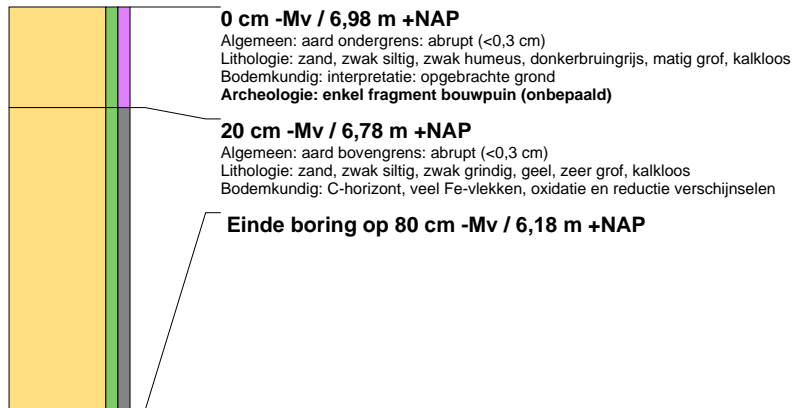 0 cm -Mv / 6,98 m +NAP
Algemeen: aard ondergrens: abrupt (<0,3 cm)
Lithologie: zand, zwak siltig, zwak humeus, donkerbruingrijs, matig grof, kalkloos
Bodemkundig: interpretatie: opgebrachte grond
Archeologie: enkel fragment bouwpuin (onbepaald)
20 cm -Mv / 6,78 m +NAP
Algemeen: aard bovengrens: abrupt (<0,3 cm)
Lithologie: zand, zwak siltig, zwak grindig, geel, zeer grof, kalkloos
Bodemkundig: C-horizont, veel Fe-vlekken, oxidatie en reductie verschijnselen
Einde boring op 80 cm -Mv / 6,18 m +NAP